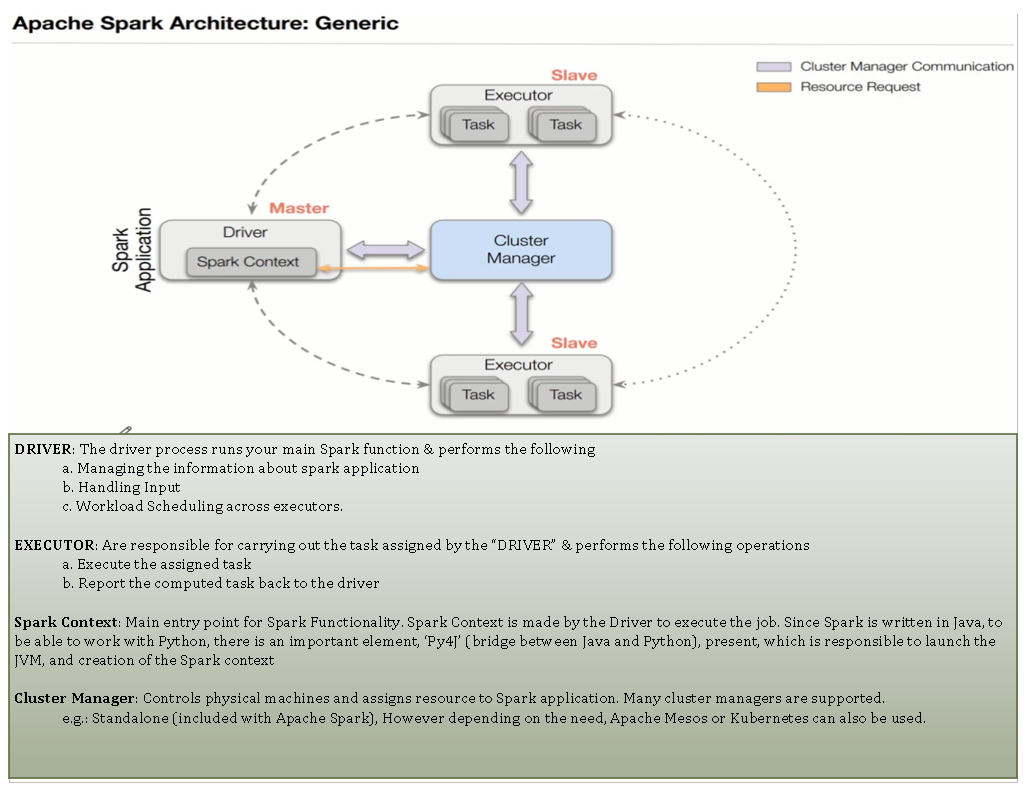 Apache Spark Architecture: Generic
Cluster Manager Communication
Resource Request
Slave
Executor
Task
Task
Master
Driver
Spark Context
Spark
Application
Cluster
Manager
Slave
Executor
Task
Task
DRIVER: The driver process runs your main Spark function & performs the following
a. Managing the information about spark application
b. Handling Input
c. Workload Scheduling across executors.
EXECUTOR: Are responsible for carrying out the task assigned by the “DRIVER” & performs the following operations
a. Execute the assigned task
b. Report the computed task back to the driver
Spark Context: Main entry point for Spark Functionality. Spark Context is made by the Driver to execute the job. Since Spark is written in Java, to
be able to work with Python, there is an important element, ‘Py4J’ (bridge between Java and Python), present, which is responsible to launch the
JVM, and creation of the Spark context
Cluster Manager: Controls physical machines and assigns resource to Spark application. Many cluster managers are supported.
e.g.: Standalone (included with Apache Spark), However depending on the need, Apache Mesos or Kubernetes can also be used.